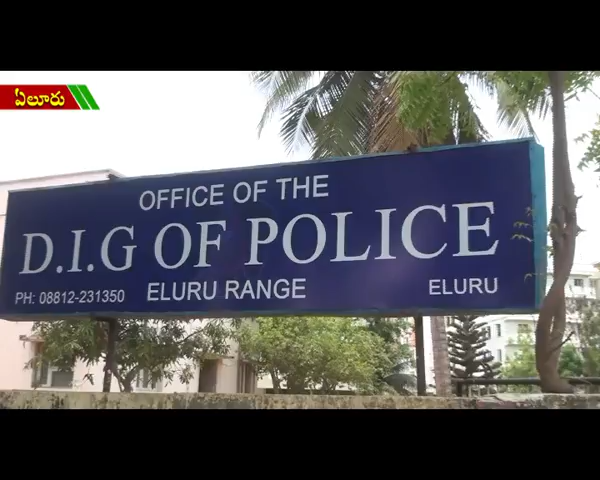 ఏలూరు
OFFICE OF THE
D.I.G OF POLICE
PH: 08812-231350 ELURU RANGE ELURU